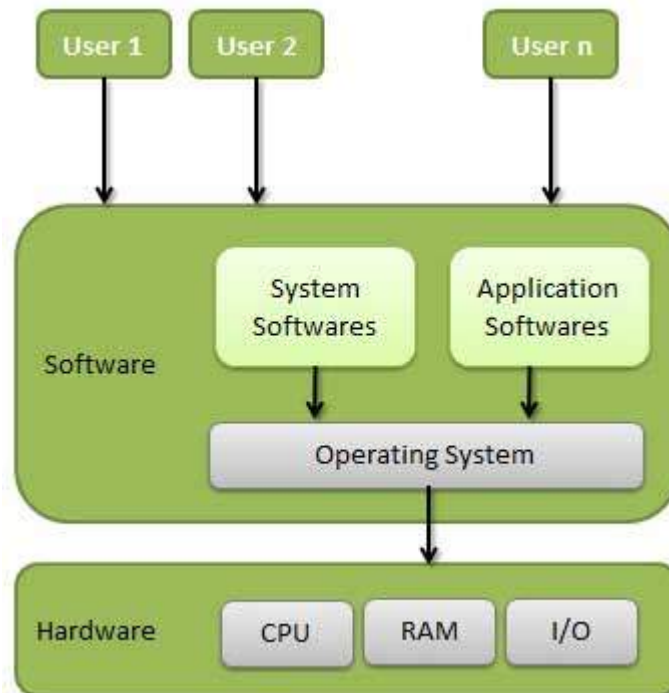 User 1
User 2
User n
System
Softwares
Application
Softwares
Software
Operating System
Hardware
CPU
RAM
I/O